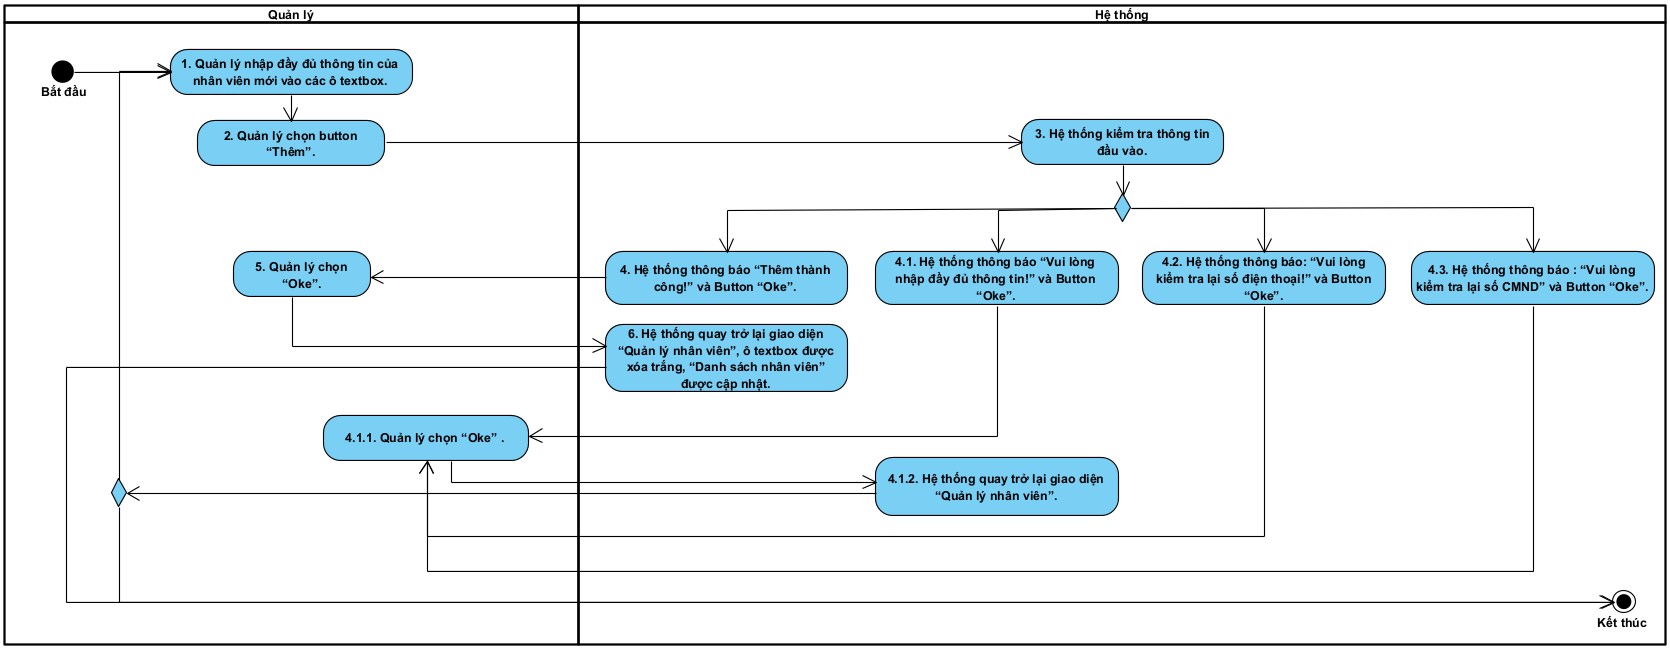 Quản lý
Hệ thống
Bắt đầu
1. Quản lý nhập đầy đủ thông tin của
nhân viên mới vào các ô textbox.
2. Quản lý chọn button
“Thêm”.
3. Hệ thống kiểm tra thông tin
đầu vào.
5. Quản lý chọn
“Oke”.
4. Hệ thống thông báo “Thêm thành
công!” và Button “Oke”.
4.1. Hệ thống thông báo “Vui lòng
nhập đầy đủ thông tin!” và Button
“Oke”.
4.2. Hệ thống thông báo: “Vui lòng
kiểm tra lại số điện thoại!” và Button
“Oke”.
4.3. Hệ thống thông báo : “Vui lòng
kiểm tra lại số CMND” và Button “Oke”.
6. Hệ thống quay trở lại giao diện
“Quản lý nhân viên”, ô textbox được
xóa trắng, “Danh sách nhân viên”
được cập nhật.
4.1.1. Quản lý chọn “Oke” .
4.1.2. Hệ thống quay trở lại giao diện
“Quản lý nhân viên”.
Kết thúc